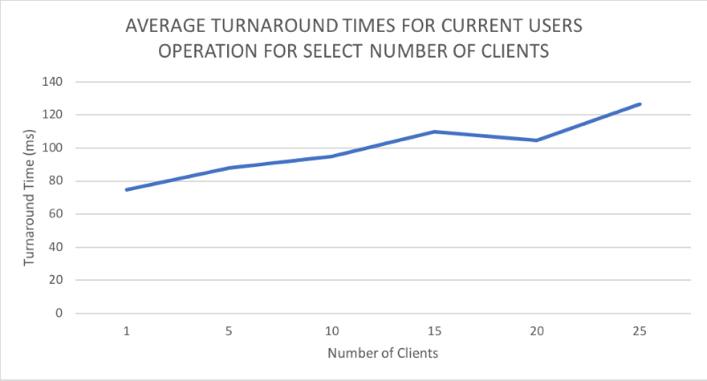 AVERAGE TURNAROUND TIMES FOR CURRENT USERS
OPERATION FOR SELECT NUMBER OF CLIENTS
Turnaround Time (ms)
140
120
100
80
60
40
20
0
1 5 10 15 20 25
Number of Clients